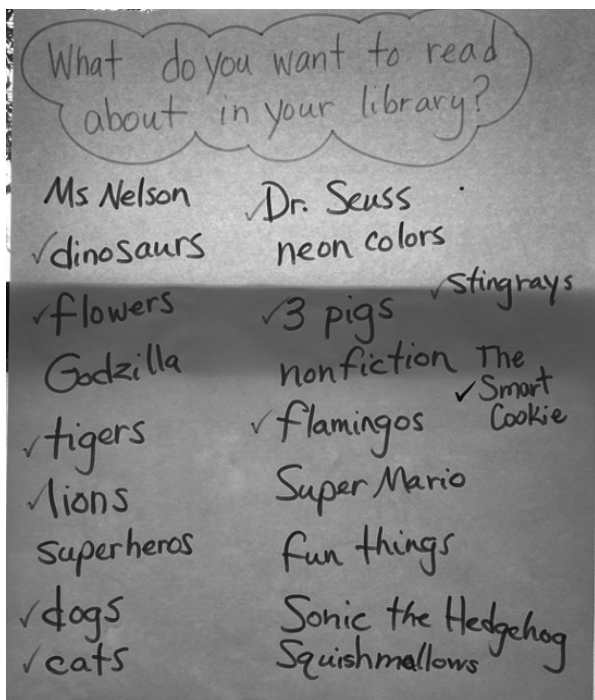 What do you want to read
about in your library?
Ms Nelson
✓dinosaurs
✓flowers
Godzilla
✓tigers
✓lions
superheros
✓dogs
✓cats
✓Dr. Seuss
neon colors
✓3 pigs
nonfiction
✓flamingos
Super Mario
fun things
Sonic the Hedgehog
Squishmallows
✓stingrays
The
✓Smart
Cookie